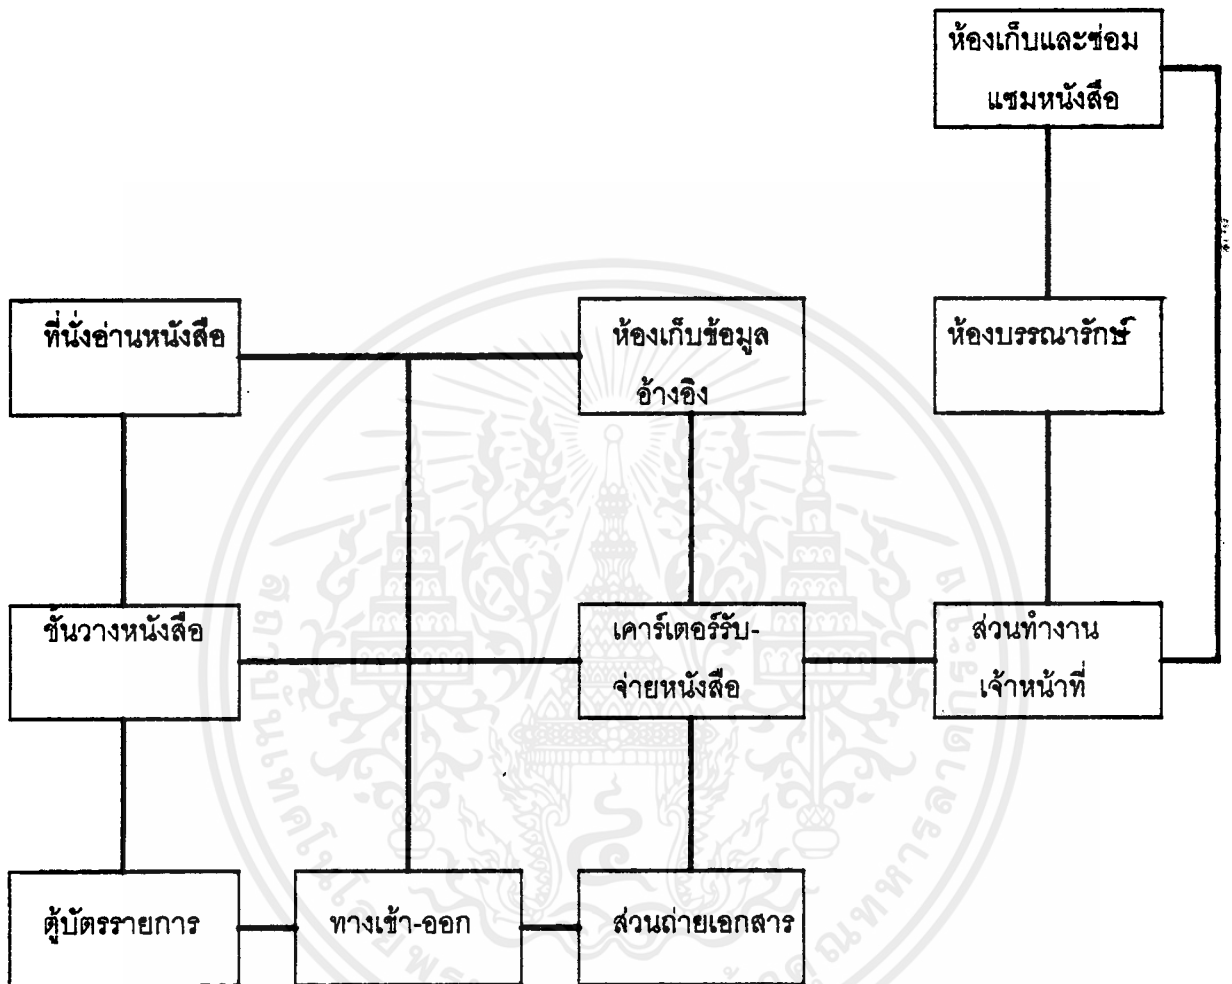 ห้องเก็บและซ่อม
แซมหนังสือ
ที่นั่งอ่านหนังสือ
ห้องเก็บข้อมูล
อ้างอิง
ห้องบรรณารักษ์
ชั้นวางหนังสือ
เคาร์เตอร์รับ-
จ่ายหนังสือ
ส่วนทำงาน
เจ้าหน้าที่
ตู้บัตรรายการ
ทางเข้า-ออก
ส่วนถ่ายเอกสาร